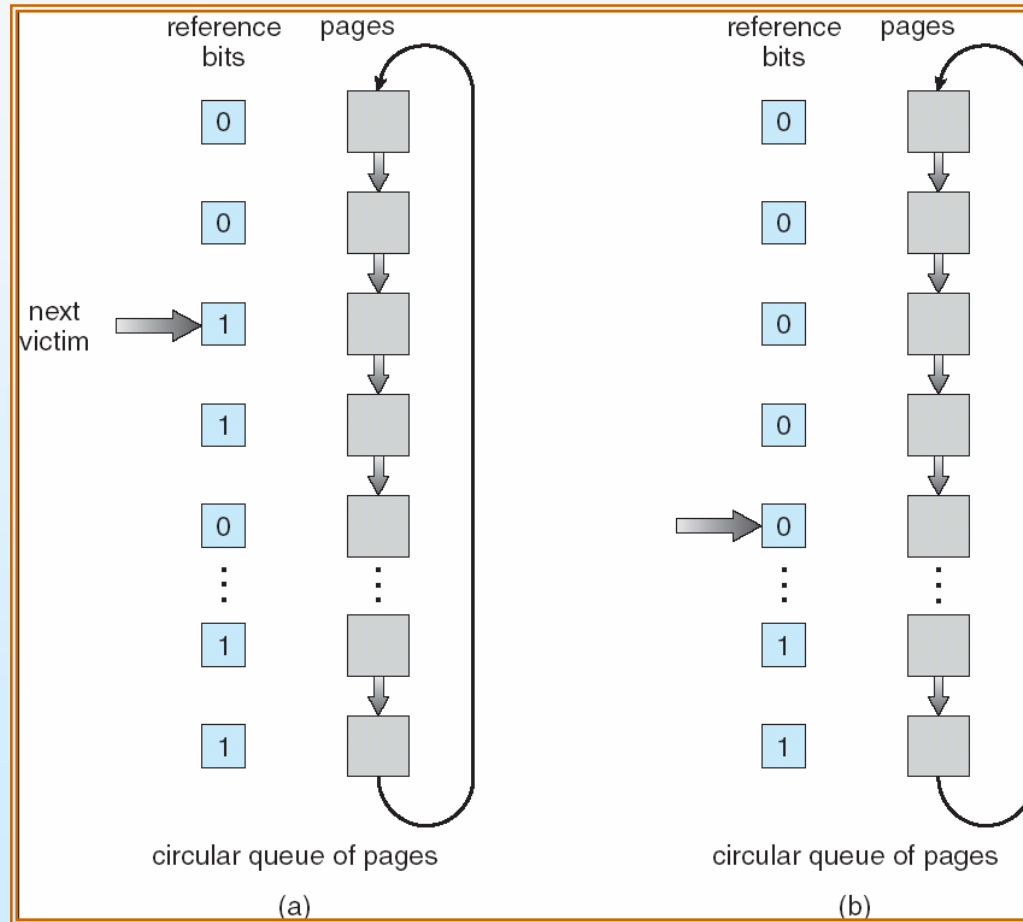 reference bits
pages
0
0
next victim
1
1
0
1
1
circular queue of pages
(a)
reference bits
pages
0
0
0
0
0
1
1
circular queue of pages
(b)